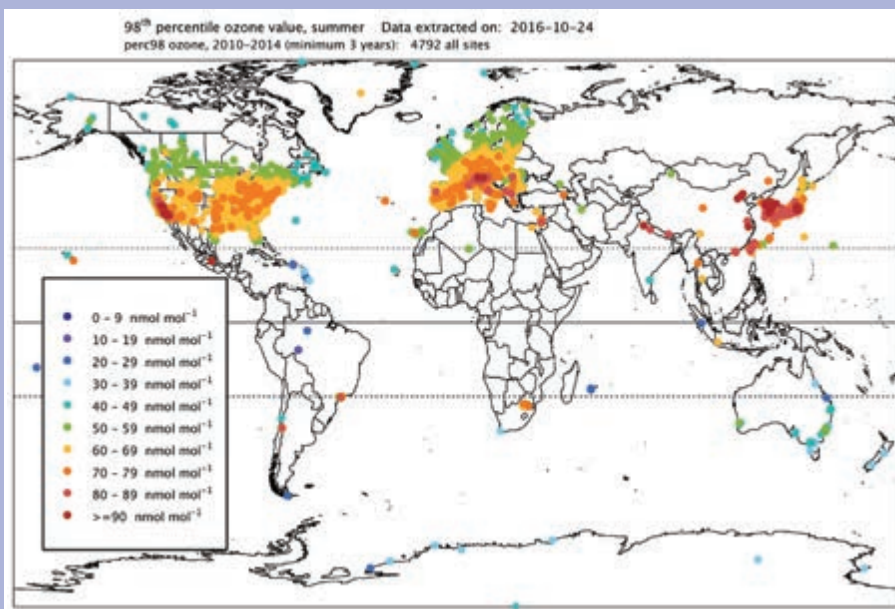 98th percentile ozone value, summer Data extracted on: 2016-10-24
perc98 ozone, 2010-2014 (minimum 3 years): 4792 all sites
0 - 9 nmol mol⁻¹
10 - 19 nmol mol⁻¹
20 - 29 nmol mol⁻¹
30 - 39 nmol mol⁻¹
40 - 49 nmol mol⁻¹
50 - 59 nmol mol⁻¹
60 - 69 nmol mol⁻¹
70 - 79 nmol mol⁻¹
80 - 89 nmol mol⁻¹
>=90 nmol mol⁻¹